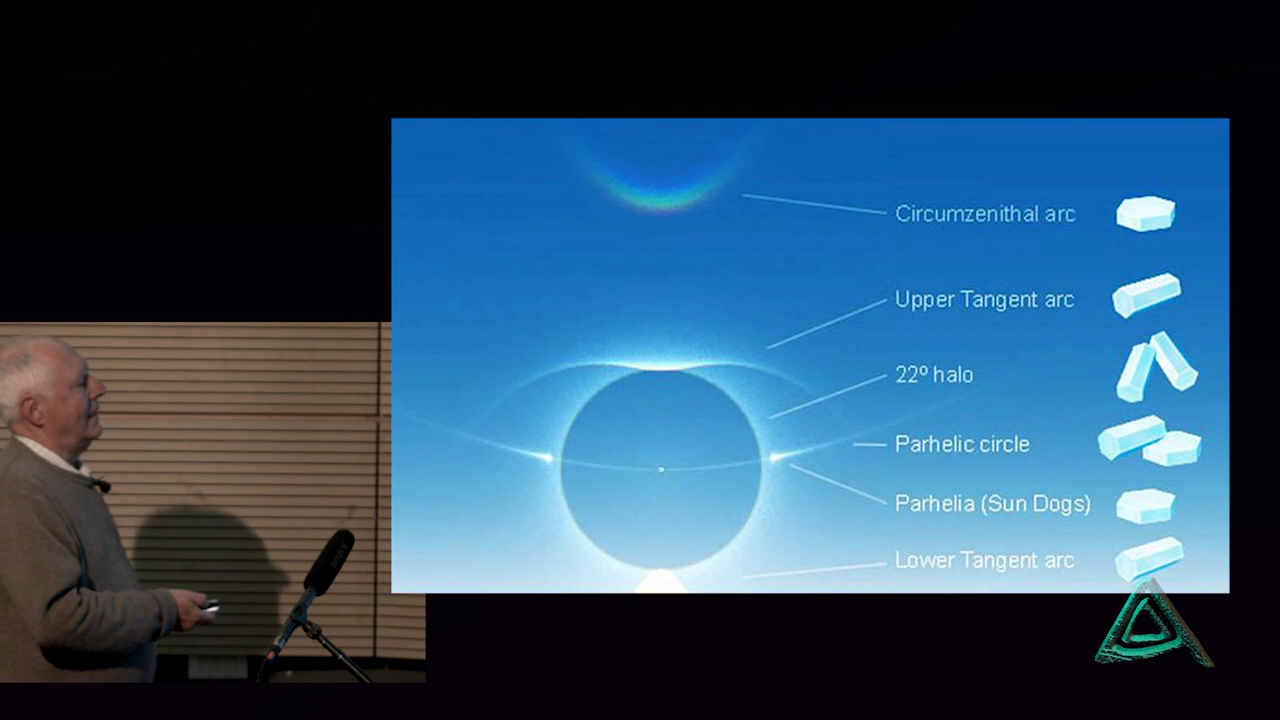 Circumzenithal arc
Upper Tangent arc
22º halo
Parhelic circle
Parhelia (Sun Dogs)
Lower Tangent arc